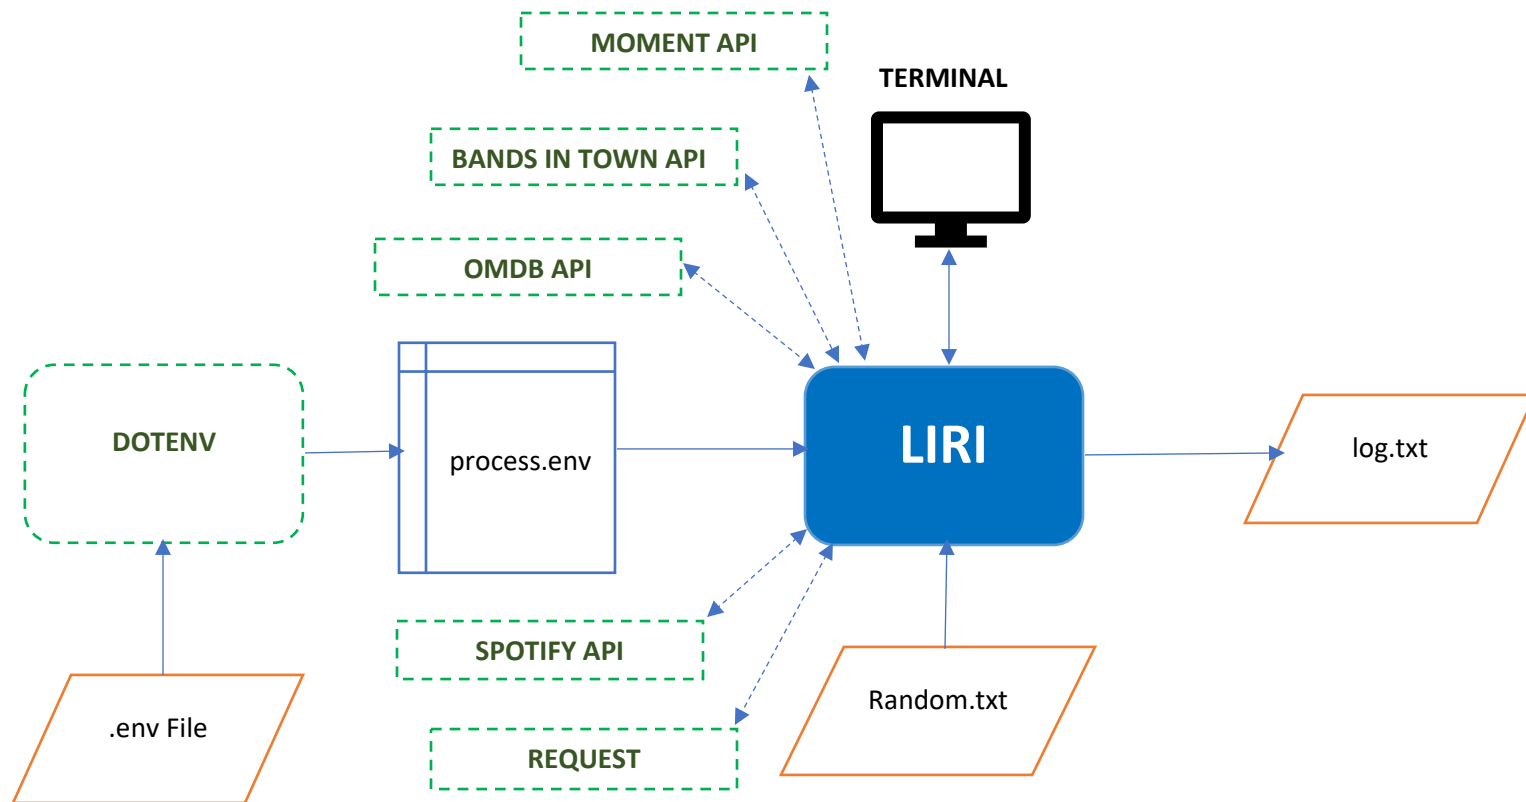 MOMENT API
TERMINAL
BANDS IN TOWN API
OMDB API
DOTENV
process.env
LIRI
log.txt
SPOTIFY API
Random.txt
.env File
REQUEST